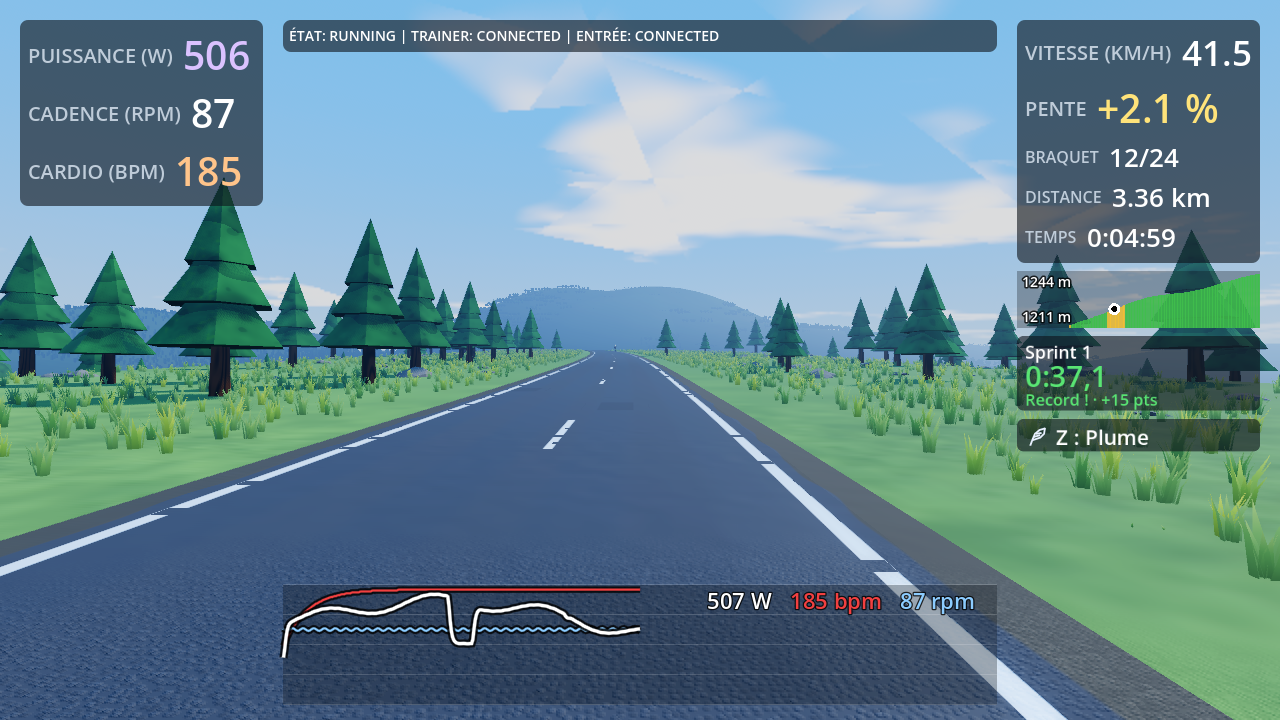 PUISSANCE (W) 506
CADENCE (RPM) 87
CARDIO (BPM) 185
ÉTAT: RUNNING | TRAINER: CONNECTED | ENTRÉE: CONNECTED
VITESSE (KM/H) 41.5
PENTE +2.1 %
BRAQUET 12/24
DISTANCE 3.36 km
TEMPS 0:04:59
1244 m
1211 m
Sprint 1
0:37,1
Record ! · +15 pts
Z : Plume
507 W 185 bpm 87 rpm